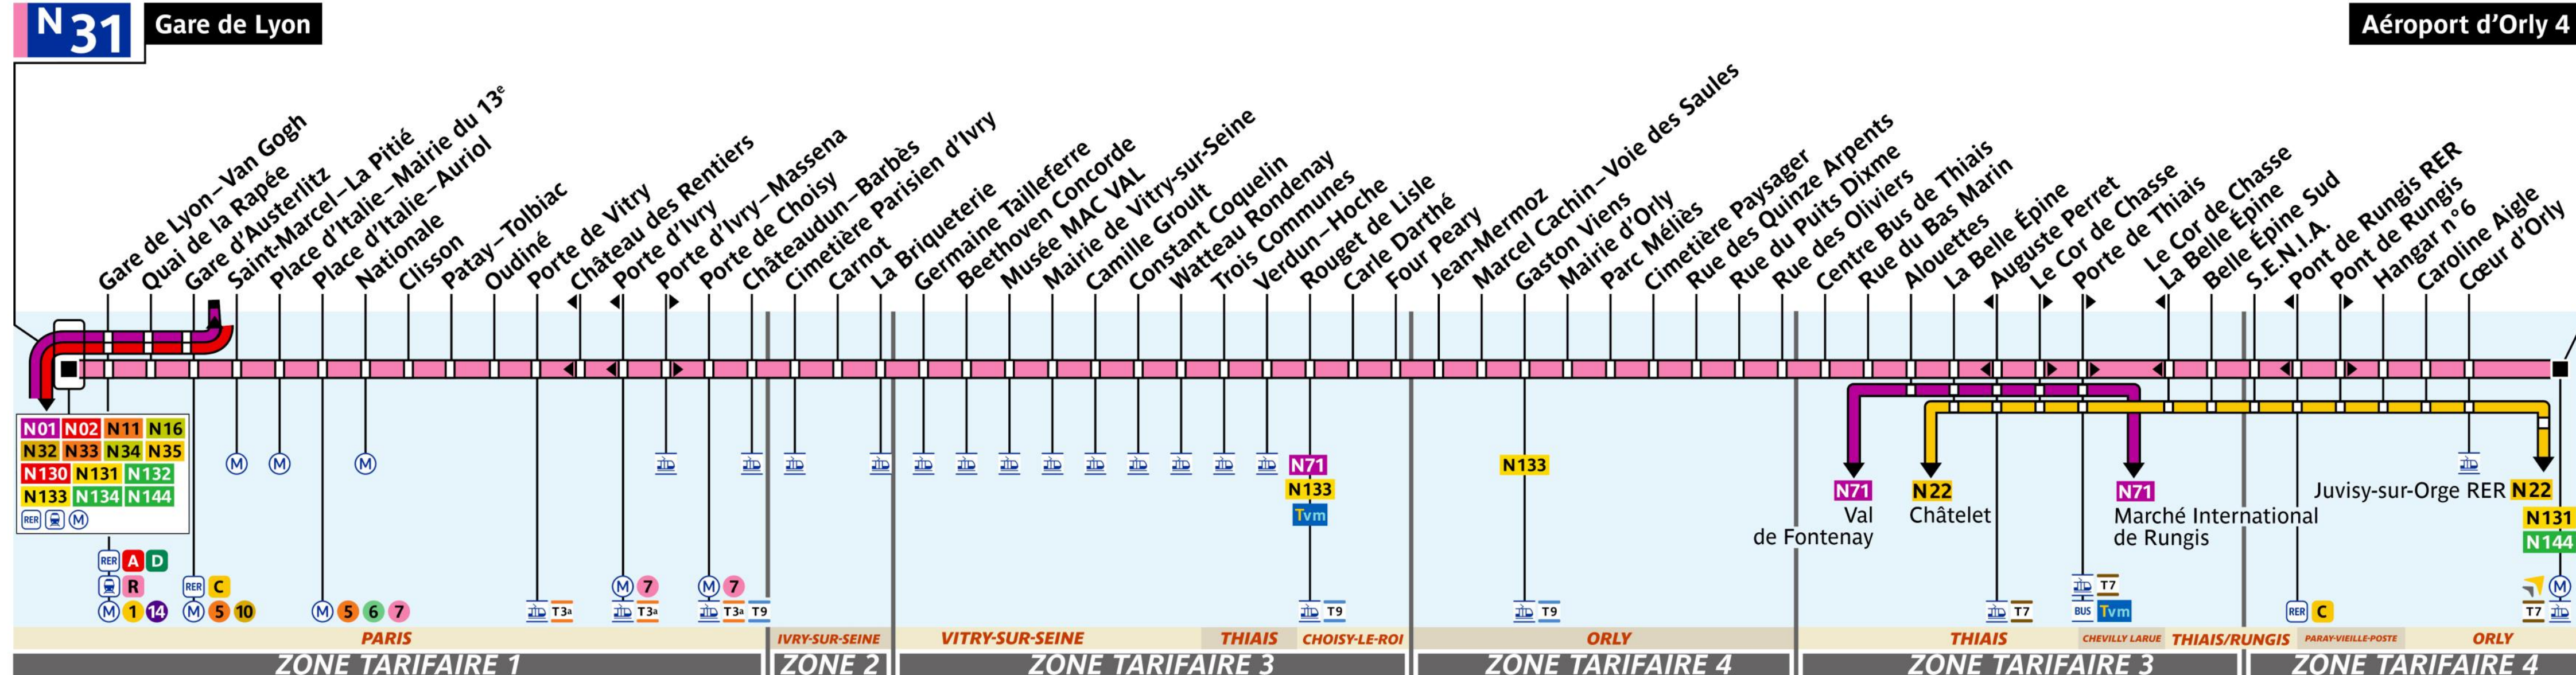 N 31
Gare de Lyon
Aéroport d'Orly 4
Gare de Lyon–Van Gogh
Quai de la Rapée
Gare d'Austerlitz
Saint-Marcel–La Pitié
Place d'Italie–Mairie du 13e
Place d'Italie–Auriol
Nationale
Clisson
Patay–Tolbiac
Oudiné
Porte de Vitry
Château des Rentiers
Porte d'Ivry
Porte d'Ivry–Massena
Porte de Choisy
Châteaudun–Barbès
Cimetière Parisien d'Ivry
Carnot
La Briqueterie
Germaine Tailleferre
Beethoven Concorde
Musée MAC VAL
Mairie de Vitry-sur-Seine
Camille Groult
Constant Coquelin
Watteau Rondenay
Trois Communes
Verdun–Hoche
Rouget de Lisle
Carle Darthé
Four Peary
Jean-Mermoz
Marcel Cachin–Voie des Saules
Gaston Viens
Mairie d'Orly
Parc Méliès
Cimetière Paysager
Rue des Quinze Arpents
Rue du Puits Dixme
Rue des Oliviers
Centre Bus de Thiais
Rue du Bas Marin
Alouettes
La Belle Épine
Auguste Perret
Le Cor de Chasse
Porte de Thiais
Le Cor de Chasse
La Belle Épine
Belle Épine Sud
S.E.N.I.A.
Pont de Rungis RER
Pont de Rungis
Hangar n°6
Caroline Aigle
Cœur d'Orly
N01 N02 N11 N16
N32 N33 N34 N35
N130 N131 N132
N133 N134 N144
RER M
RER A D
R
M 1 14
RER C
M 5 10
M
M
M 5 6 7
M
T3a
M 7
T3a
M 7
T3a T9
N71
N133
Tvm
T9
N133
T9
N71
Val
de Fontenay
N22
Châtelet
N71
Marché International
de Rungis
T7
T7
BUS Tvm
RER C
Juvisy-sur-Orge RER N22
N131
N144
M
T7
PARIS
IVRY-SUR-SEINE
VITRY-SUR-SEINE
THIAIS
CHOISY-LE-ROI
ORLY
THIAIS
CHEVILLY LARUE
THIAIS/RUNGIS
PARAY-VIEILLE-POSTE
ORLY
ZONE TARIFAIRE 1
ZONE 2
ZONE TARIFAIRE 3
ZONE TARIFAIRE 4
ZONE TARIFAIRE 3
ZONE TARIFAIRE 4